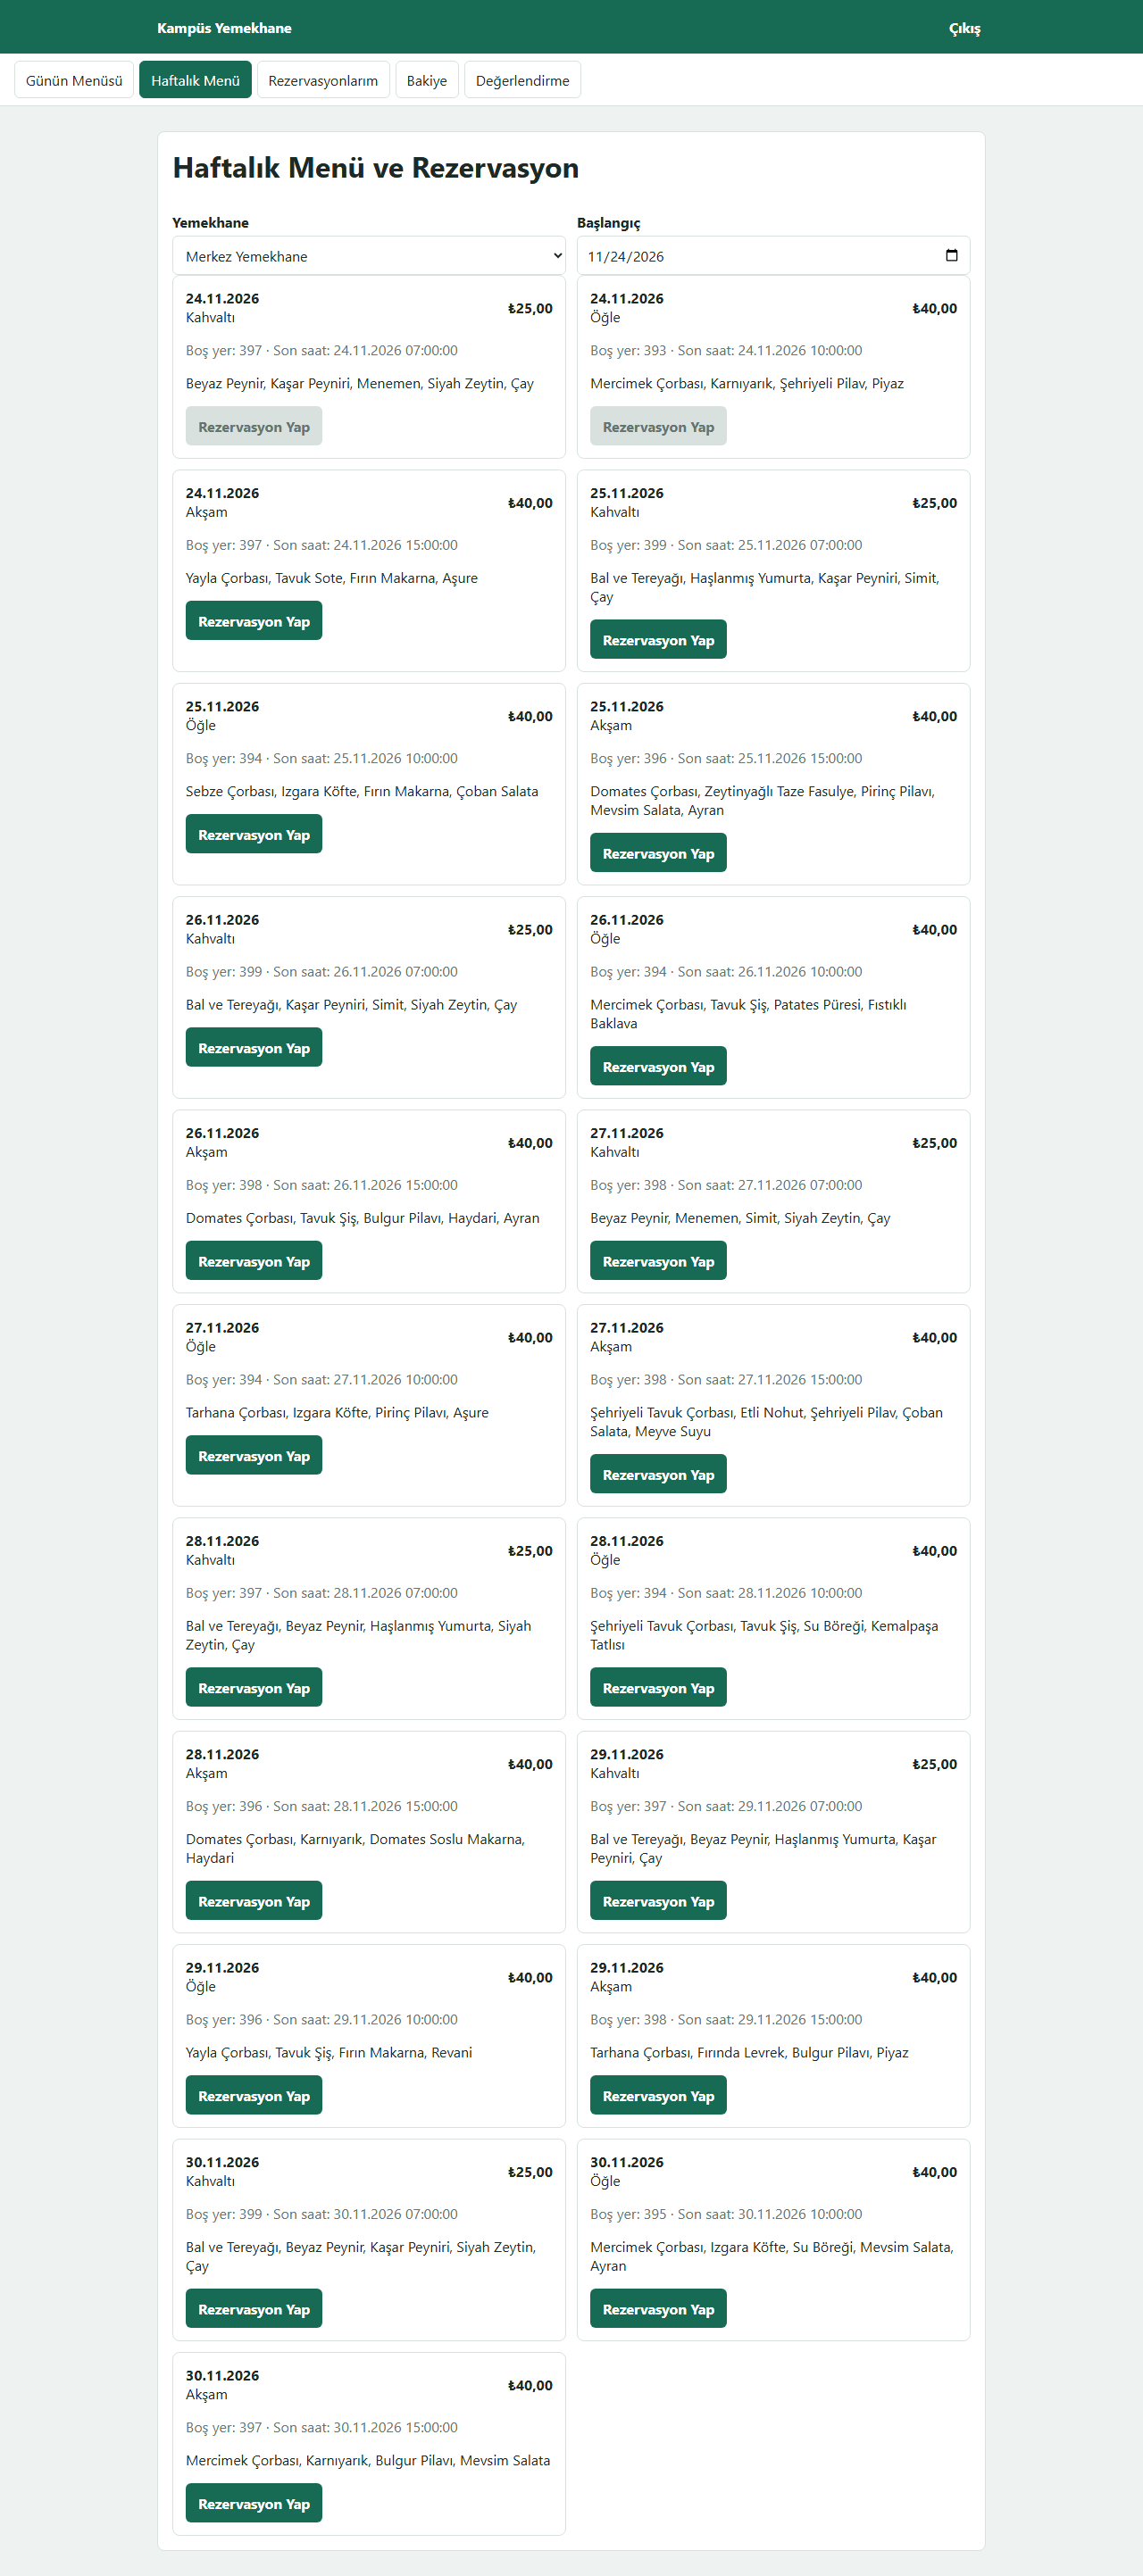 Kampüs Yemekhane
Çıkış
Günün Menüsü
Haftalık Menü
Rezervasyonlarım
Bakiye
Değerlendirme
Haftalık Menü ve Rezervasyon
Yemekhane
Başlangıç
Merkez Yemekhane
11/24/2026
24.11.2026
Kahvaltı
₺25,00
Boş yer: 397 · Son saat: 24.11.2026 07:00:00
Beyaz Peynir, Kaşar Peyniri, Menemen, Siyah Zeytin, Çay
Rezervasyon Yap
24.11.2026
Öğle
₺40,00
Boş yer: 393 · Son saat: 24.11.2026 10:00:00
Mercimek Çorbası, Karnıyarık, Şehriyeli Pilav, Piyaz
Rezervasyon Yap
24.11.2026
Akşam
₺40,00
Boş yer: 397 · Son saat: 24.11.2026 15:00:00
Yayla Çorbası, Tavuk Sote, Fırın Makarna, Aşure
Rezervasyon Yap
25.11.2026
Kahvaltı
₺25,00
Boş yer: 399 · Son saat: 25.11.2026 07:00:00
Bal ve Tereyağı, Haşlanmış Yumurta, Kaşar Peyniri, Simit,
Çay
Rezervasyon Yap
25.11.2026
Öğle
₺40,00
Boş yer: 394 · Son saat: 25.11.2026 10:00:00
Sebze Çorbası, Izgara Köfte, Fırın Makarna, Çoban Salata
Rezervasyon Yap
25.11.2026
Akşam
₺40,00
Boş yer: 396 · Son saat: 25.11.2026 15:00:00
Domates Çorbası, Zeytinyağlı Taze Fasulye, Pirinç Pilavı,
Mevsim Salata, Ayran
Rezervasyon Yap
26.11.2026
Kahvaltı
₺25,00
Boş yer: 399 · Son saat: 26.11.2026 07:00:00
Bal ve Tereyağı, Kaşar Peyniri, Simit, Siyah Zeytin, Çay
Rezervasyon Yap
26.11.2026
Öğle
₺40,00
Boş yer: 394 · Son saat: 26.11.2026 10:00:00
Mercimek Çorbası, Tavuk Şiş, Patates Püresi, Fıstıklı
Baklava
Rezervasyon Yap
26.11.2026
Akşam
₺40,00
Boş yer: 398 · Son saat: 26.11.2026 15:00:00
Domates Çorbası, Tavuk Şiş, Bulgur Pilavı, Haydari, Ayran
Rezervasyon Yap
27.11.2026
Kahvaltı
₺25,00
Boş yer: 398 · Son saat: 27.11.2026 07:00:00
Beyaz Peynir, Menemen, Simit, Siyah Zeytin, Çay
Rezervasyon Yap
27.11.2026
Öğle
₺40,00
Boş yer: 394 · Son saat: 27.11.2026 10:00:00
Tarhana Çorbası, Izgara Köfte, Pirinç Pilavı, Aşure
Rezervasyon Yap
27.11.2026
Akşam
₺40,00
Boş yer: 398 · Son saat: 27.11.2026 15:00:00
Şehriyeli Tavuk Çorbası, Etli Nohut, Şehriyeli Pilav, Çoban
Salata, Meyve Suyu
Rezervasyon Yap
28.11.2026
Kahvaltı
₺25,00
Boş yer: 397 · Son saat: 28.11.2026 07:00:00
Bal ve Tereyağı, Beyaz Peynir, Haşlanmış Yumurta, Siyah
Zeytin, Çay
Rezervasyon Yap
28.11.2026
Öğle
₺40,00
Boş yer: 394 · Son saat: 28.11.2026 10:00:00
Şehriyeli Tavuk Çorbası, Tavuk Şiş, Su Böreği, Kemalpaşa
Tatlısı
Rezervasyon Yap
28.11.2026
Akşam
₺40,00
Boş yer: 396 · Son saat: 28.11.2026 15:00:00
Domates Çorbası, Karnıyarık, Domates Soslu Makarna,
Haydari
Rezervasyon Yap
29.11.2026
Kahvaltı
₺25,00
Boş yer: 397 · Son saat: 29.11.2026 07:00:00
Bal ve Tereyağı, Beyaz Peynir, Haşlanmış Yumurta, Kaşar
Peyniri, Çay
Rezervasyon Yap
29.11.2026
Öğle
₺40,00
Boş yer: 396 · Son saat: 29.11.2026 10:00:00
Yayla Çorbası, Tavuk Şiş, Fırın Makarna, Revani
Rezervasyon Yap
29.11.2026
Akşam
₺40,00
Boş yer: 398 · Son saat: 29.11.2026 15:00:00
Tarhana Çorbası, Fırında Levrek, Bulgur Pilavı, Piyaz
Rezervasyon Yap
30.11.2026
Kahvaltı
₺25,00
Boş yer: 399 · Son saat: 30.11.2026 07:00:00
Bal ve Tereyağı, Beyaz Peynir, Kaşar Peyniri, Siyah Zeytin,
Çay
Rezervasyon Yap
30.11.2026
Öğle
₺40,00
Boş yer: 395 · Son saat: 30.11.2026 10:00:00
Mercimek Çorbası, Izgara Köfte, Su Böreği, Mevsim Salata,
Ayran
Rezervasyon Yap
30.11.2026
Akşam
₺40,00
Boş yer: 397 · Son saat: 30.11.2026 15:00:00
Mercimek Çorbası, Karnıyarık, Bulgur Pilavı, Mevsim Salata
Rezervasyon Yap